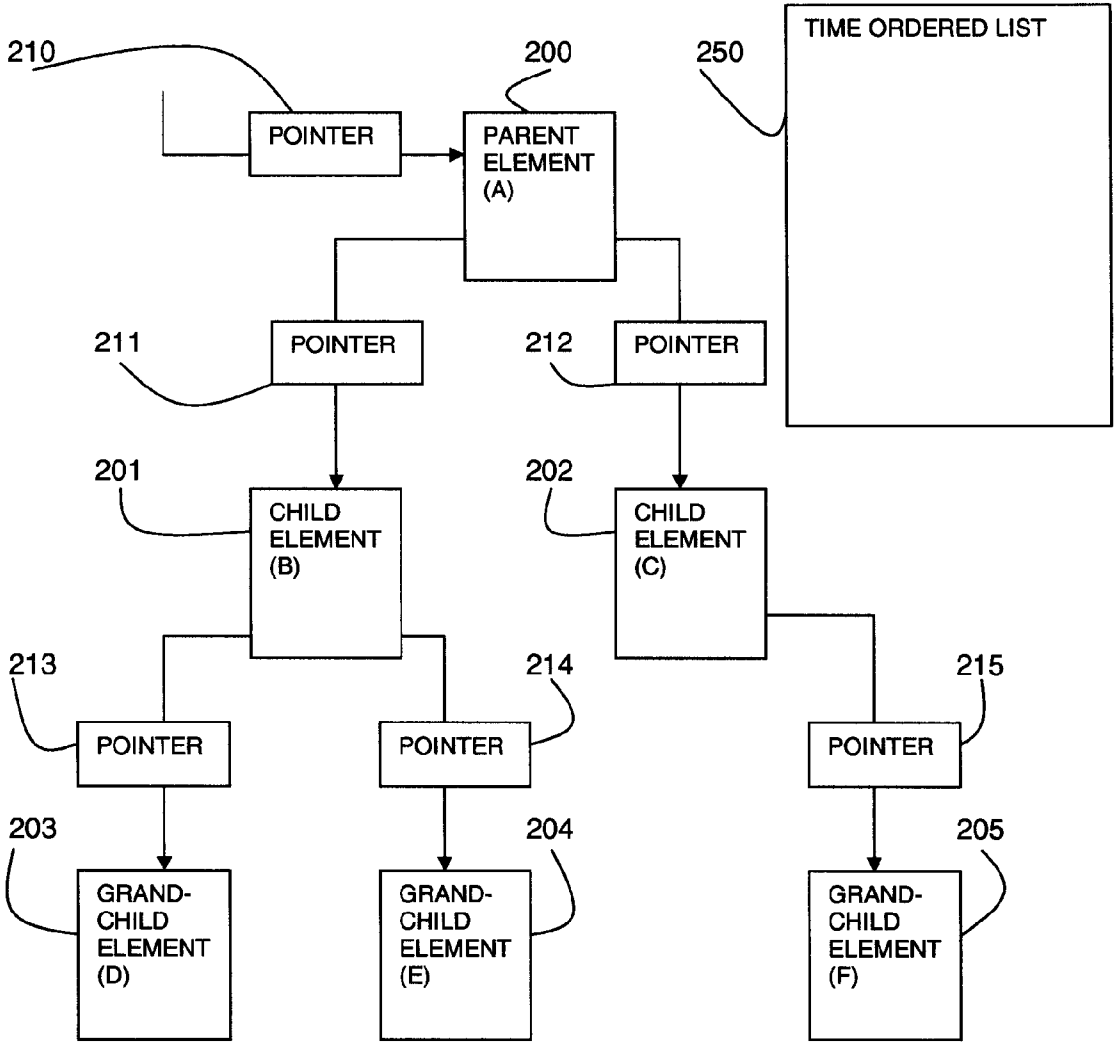 TIME ORDERED LIST
210
200
250
POINTER
PARENT
ELEMENT
(A)
211
POINTER
212
POINTER
201
202
CHILD
ELEMENT
(B)
CHILD
ELEMENT
(C)
213
214
215
POINTER
POINTER
POINTER
203
204
205
GRAND-
CHILD
ELEMENT
(D)
GRAND-
CHILD
ELEMENT
(E)
GRAND-
CHILD
ELEMENT
(F)